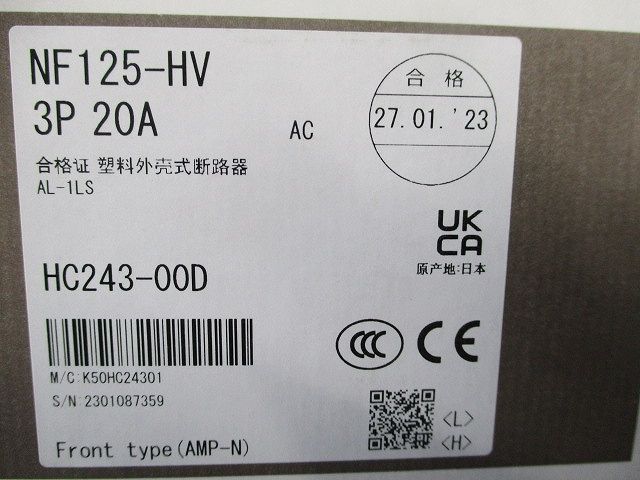 NF125-HV
3P 20A
AC
合格
27.01.'23
合格证 塑料外壳式断路器
AL-1LS
UK
CA
原产地:日本
HC243-00D
CCC
CE
M/C:K50HC24301
S/N:2301087359
<L>
<H>
Front type(AMP-N)